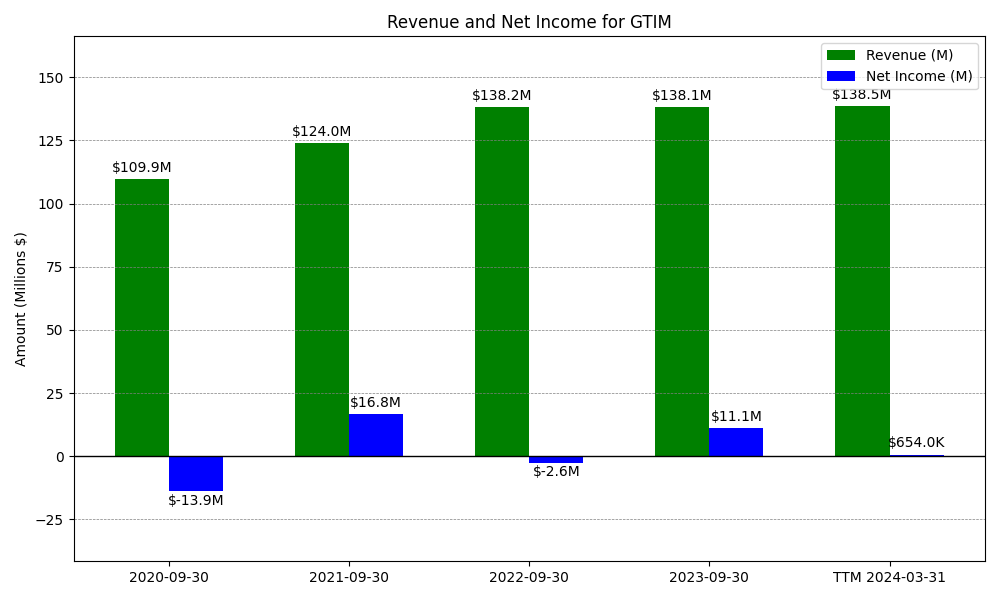 Revenue and Net Income for GTIM
Revenue (M)
Net Income (M)
Amount (Millions $)
150
125
100
75
50
25
0
−25
$109.9M
$124.0M
$138.2M
$138.1M
$138.5M
$-13.9M
$16.8M
$-2.6M
$11.1M
$654.0K
2020-09-30
2021-09-30
2022-09-30
2023-09-30
TTM 2024-03-31